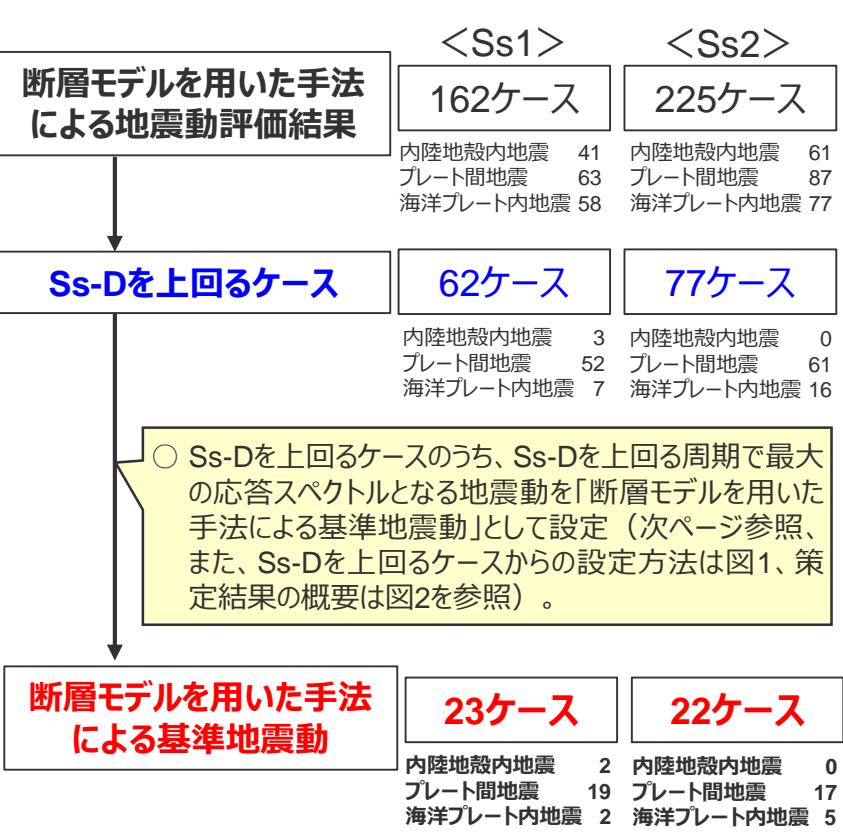 ＜Ss1＞ ＜Ss2＞
断層モデルを用いた手法
による地震動評価結果
162ケース 225ケース
内陸地殻内地震 41 内陸地殻内地震 61
プレート間地震 63 プレート間地震 87
海洋プレート内地震 58 海洋プレート内地震 77
Ss-Dを上回るケース 62ケース 77ケース
内陸地殻内地震 3 内陸地殻内地震 0
プレート間地震 52 プレート間地震 61
海洋プレート内地震 7 海洋プレート内地震 16
○ Ss-Dを上回るケースのうち、Ss-Dを上回る周期で最大
の応答スペクトルとなる地震動を「断層モデルを用いた
手法による基準地震動」として設定（次ページ参照、
また、Ss-Dを上回るケースからの設定方法は図1、策
定結果の概要は図2を参照）。
断層モデルを用いた手法
による基準地震動
23ケース 22ケース
内陸地殻内地震 2 内陸地殻内地震 0
プレート間地震 19 プレート間地震 17
海洋プレート内地震 2 海洋プレート内地震 5